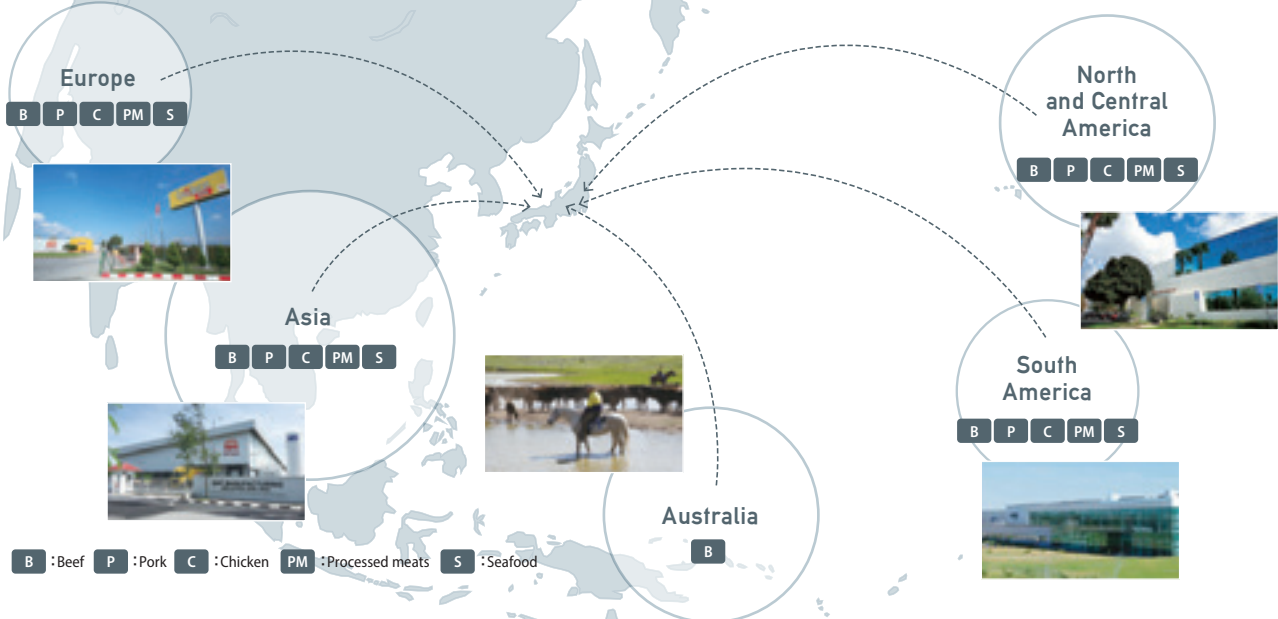 Europe
B P C PM S
North
and Central
America
B P C PM S
Asia
B P C PM S
South
America
B P C PM S
Australia
B
B :Beef P :Pork C :Chicken PM :Processed meats S :Seafood